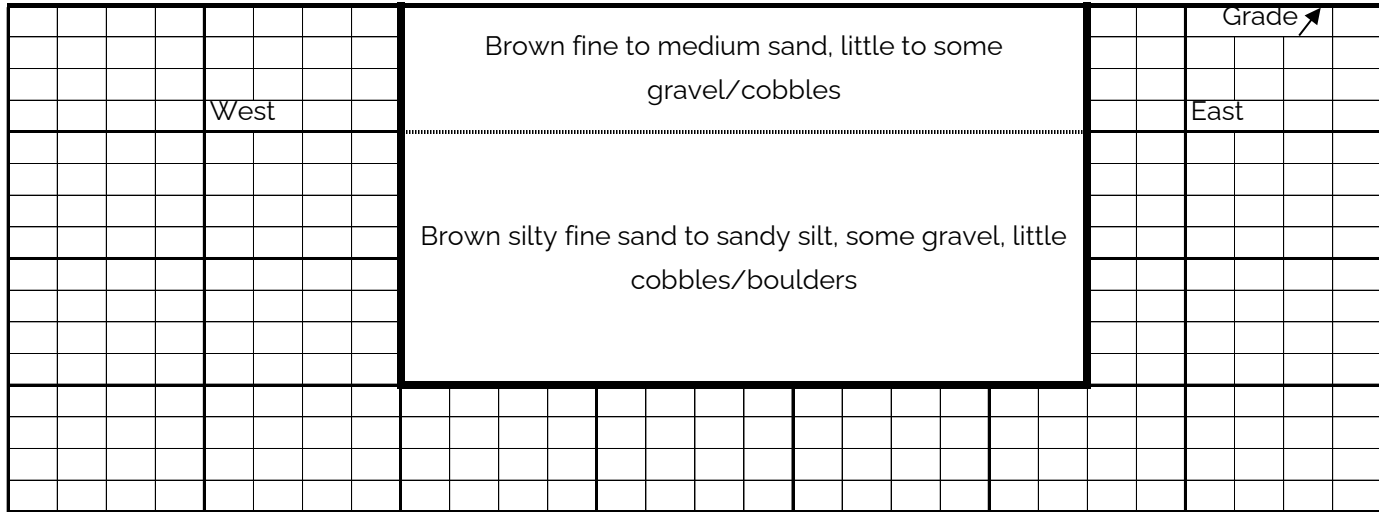 Grade
Brown fine to medium sand, little to some
gravel/cobbles
West
East
Brown silty fine sand to sandy silt, some gravel, little
cobbles/boulders